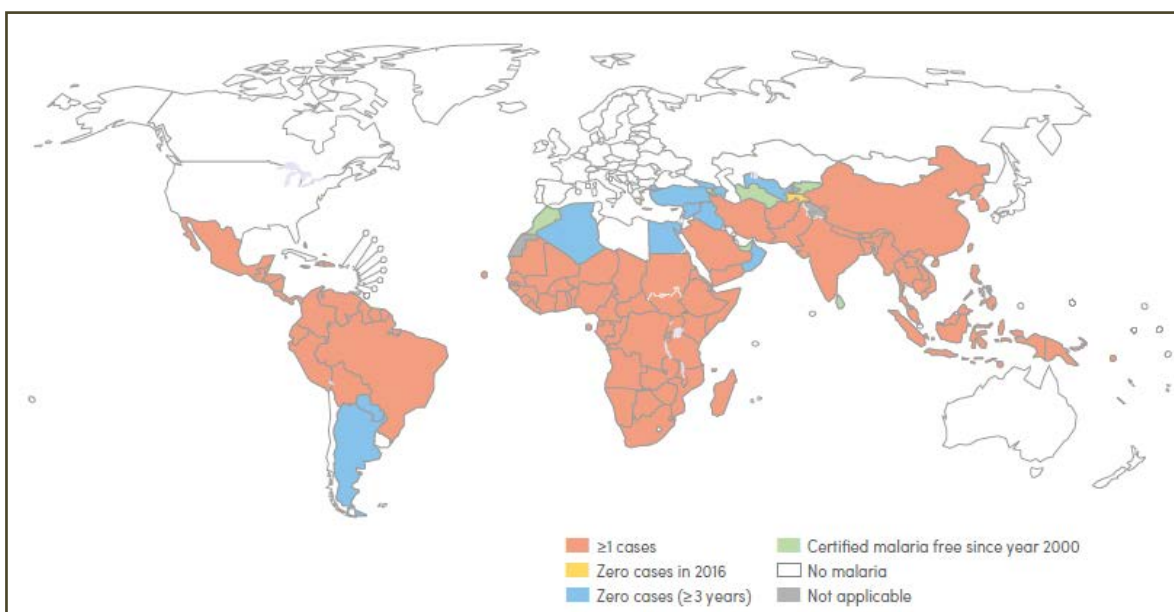 ≥1 cases
Zero cases in 2016
Zero cases (≥ 3 years)
Certified malaria free since year 2000
No malaria
Not applicable